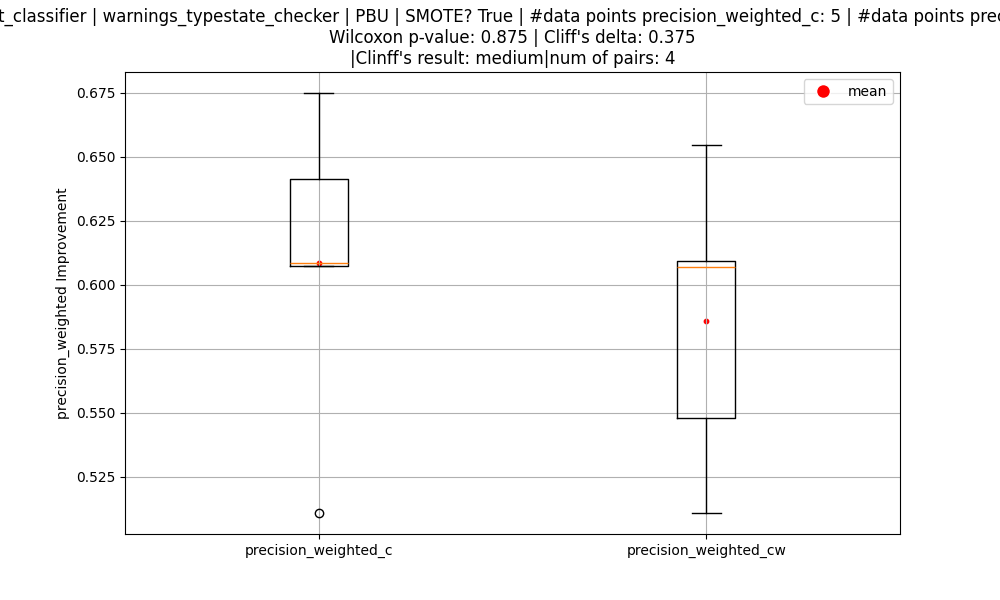 t_classifier | warnings_typestate_checker | PBU | SMOTE? True | #data points precision_weighted_c: 5 | #data points prec
Wilcoxon p-value: 0.875 | Cliff's delta: 0.375
|Clinff's result: medium|num of pairs: 4
mean
0.675
0.650
0.625
0.600
0.575
0.550
0.525
precision_weighted Improvement
precision_weighted_c
precision_weighted_cw